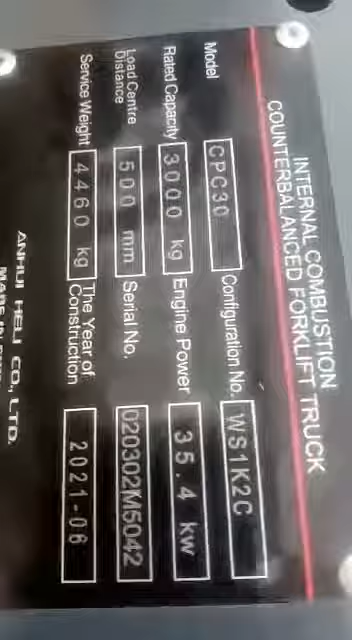 INTERNAL COMBUSTION
COUNTERBALANCED FORKLIFT TRUCK
Model CPC30 Configuration No. WS1K2C
Rated Capacity 3000 kg Engine Power 35.4 kw
Load Centre Distance 500 mm Serial No. 020302M5042
Service Weight 4460 kg The Year of Construction 2021-06
ANHUI HELI CO., LTD.